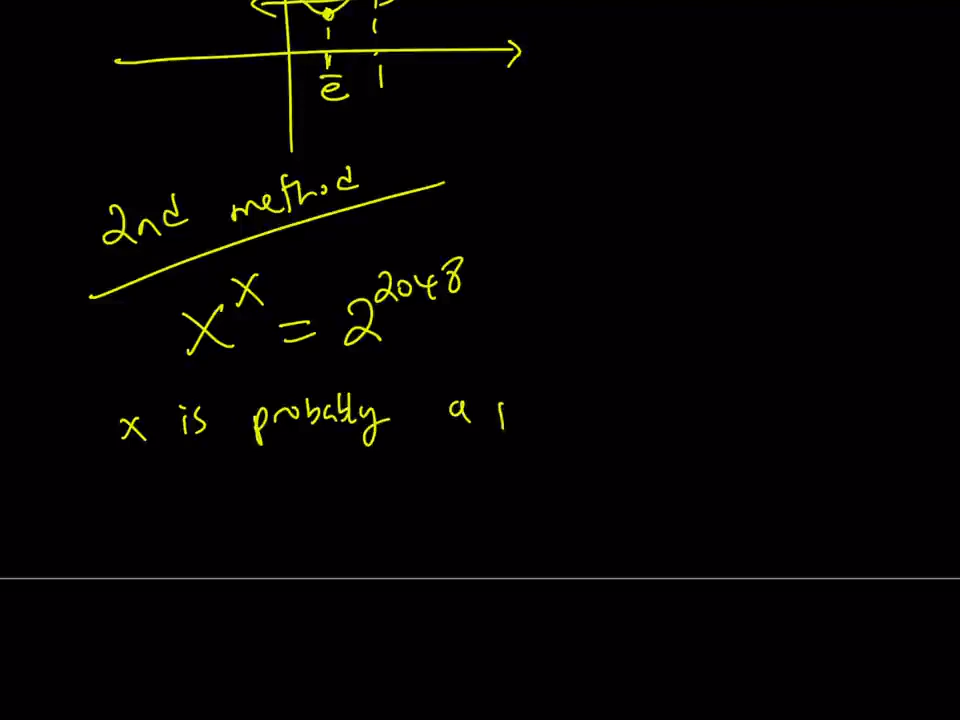 1/e 1
2nd method
x^x = 2^2048
x is probably a p